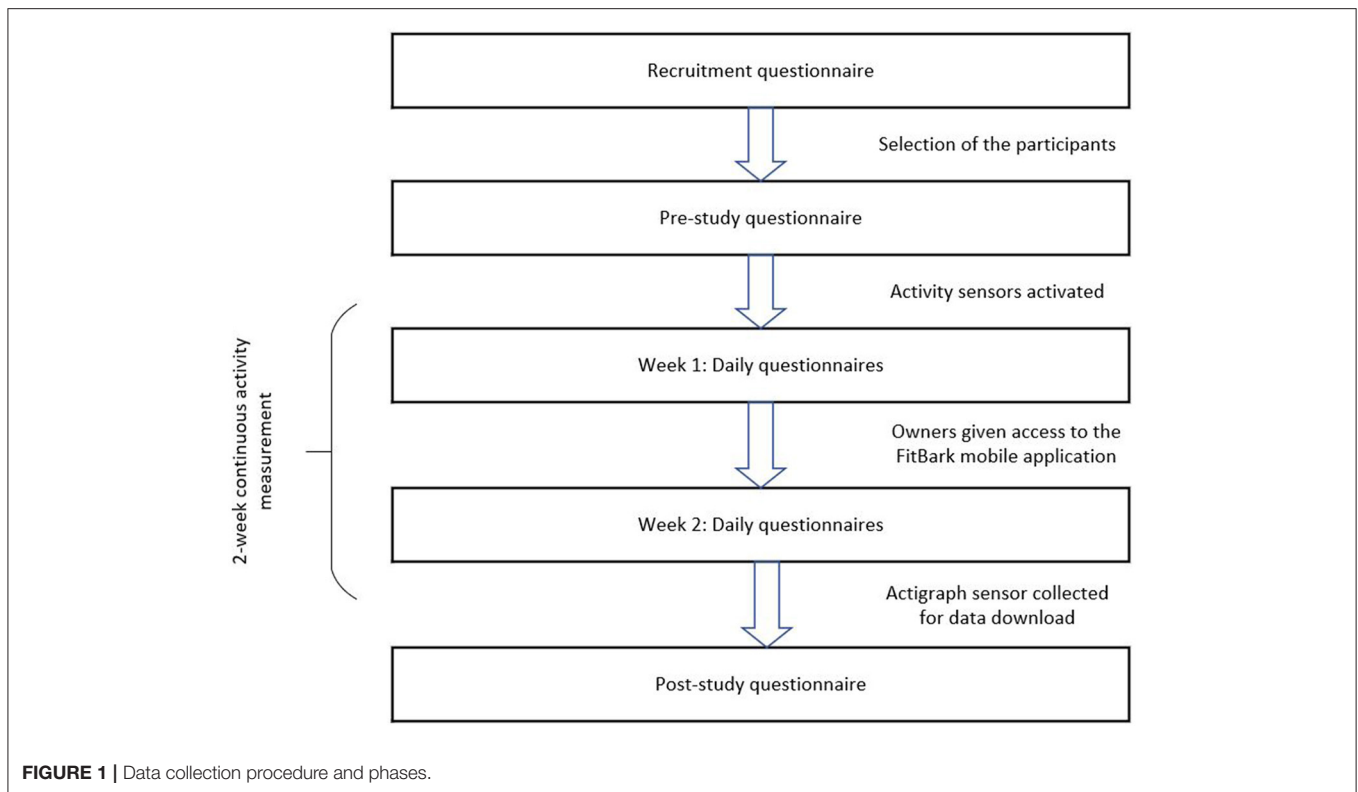 Recruitment questionnaire
Selection of the participants
Pre-study questionnaire
Activity sensors activated
2-week continuous activity
measurement
Week 1: Daily questionnaires
Owners given access to the
FitBark mobile application
Week 2: Daily questionnaires
Actigraph sensor collected
for data download
Post-study questionnaire
FIGURE 1 | Data collection procedure and phases.